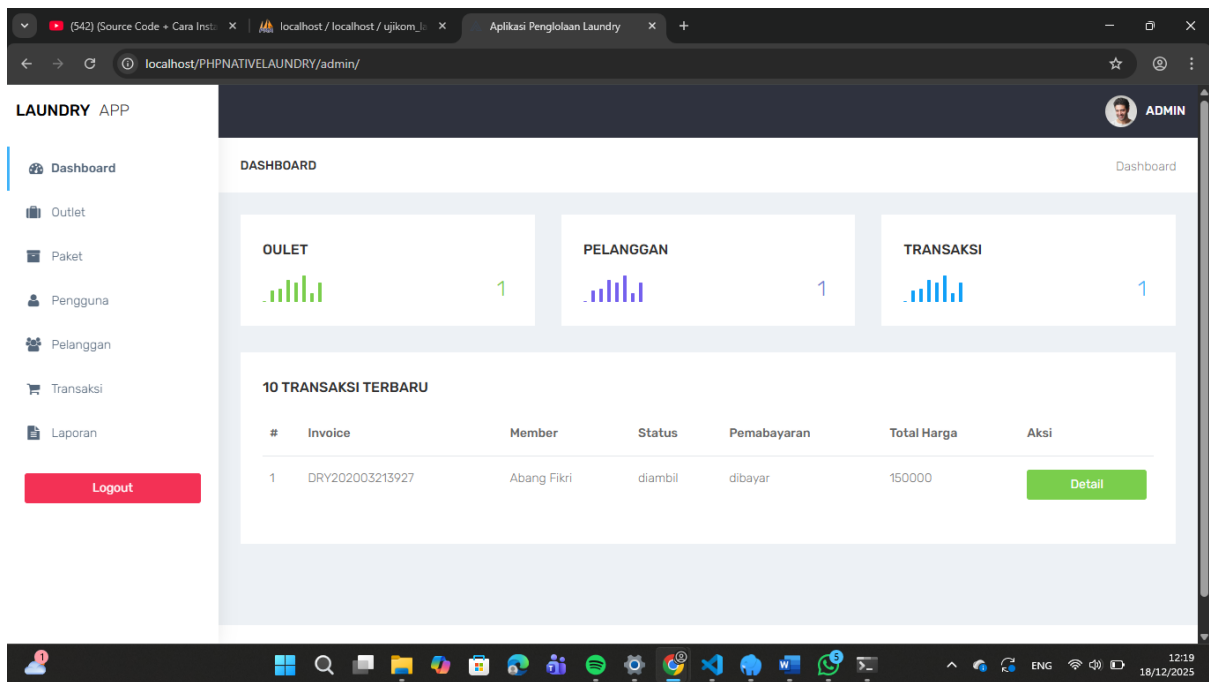 (542) (Source Code + Cara Insta
localhost / localhost / ujikom_la
Aplikasi Penglolaan Laundry
localhost/PHPNATIVELAUNDRY/admin/
LAUNDRY APP
ADMIN
Dashboard
Outlet
Paket
Pengguna
Pelanggan
Transaksi
Laporan
Logout
DASHBOARD
Dashboard
OULET
1
PELANGGAN
1
TRANSAKSI
1
10 TRANSAKSI TERBARU
# Invoice Member Status Pemabayaran Total Harga Aksi
1 DRY202003213927 Abang Fikri diambil dibayar 150000 Detail
1
5
ENG
12:19
18/12/2025